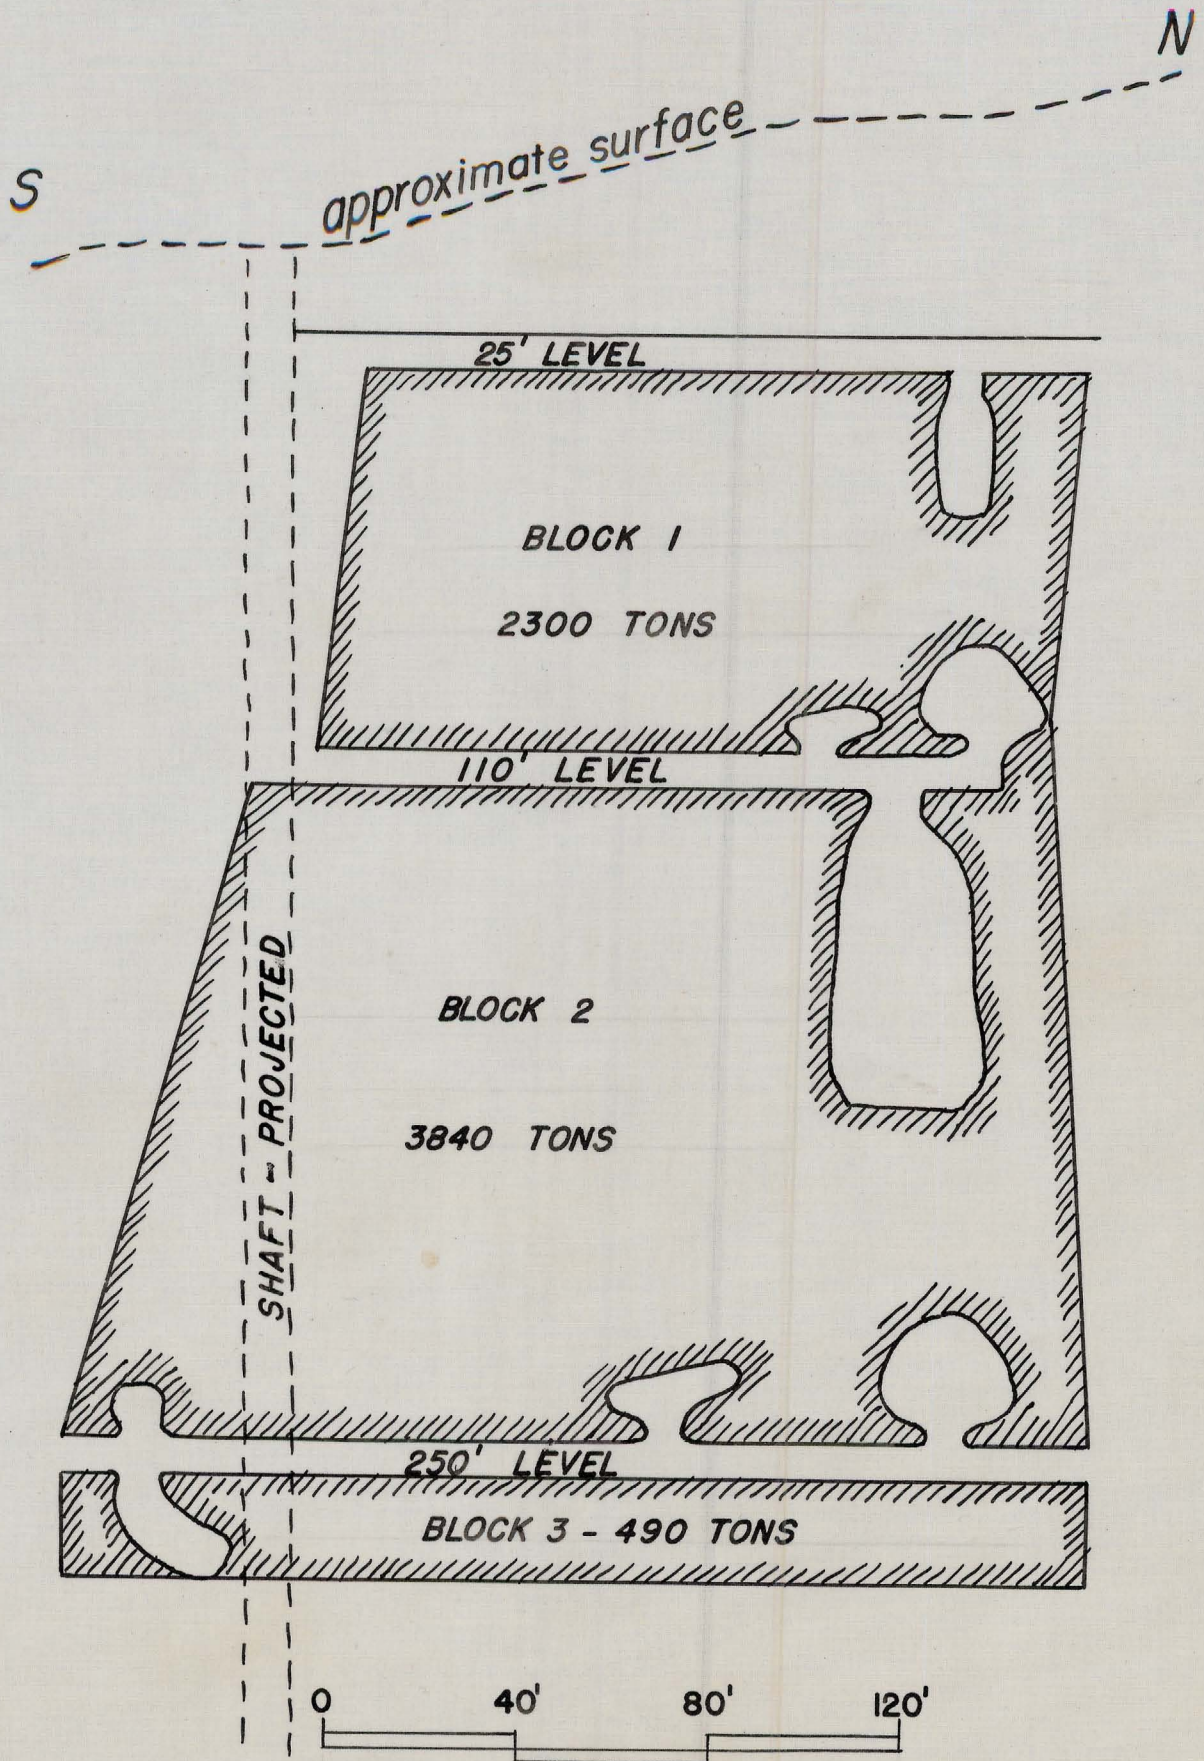 N
S
approximate surface
25' LEVEL
BLOCK 1
2300 TONS
110' LEVEL
SHAFT - PROJECTED
BLOCK 2
3840 TONS
250' LEVEL
BLOCK 3 - 490 TONS
0 40' 80' 120'